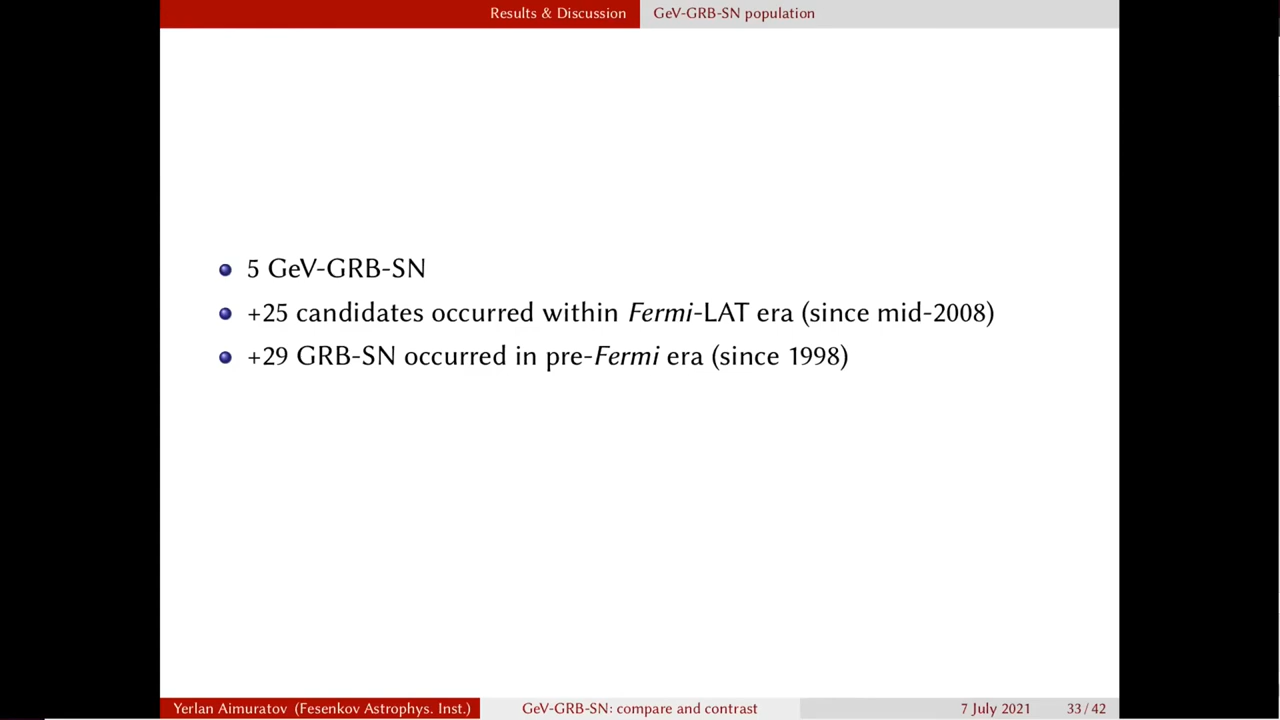 Results & Discussion GeV-GRB-SN population
5 GeV-GRB-SN
+25 candidates occurred within Fermi-LAT era (since mid-2008)
+29 GRB-SN occurred in pre-Fermi era (since 1998)
Yerlan Aimuratov (Fesenkov Astrophys. Inst.) GeV-GRB-SN: compare and contrast 7 July 2021 33 / 42